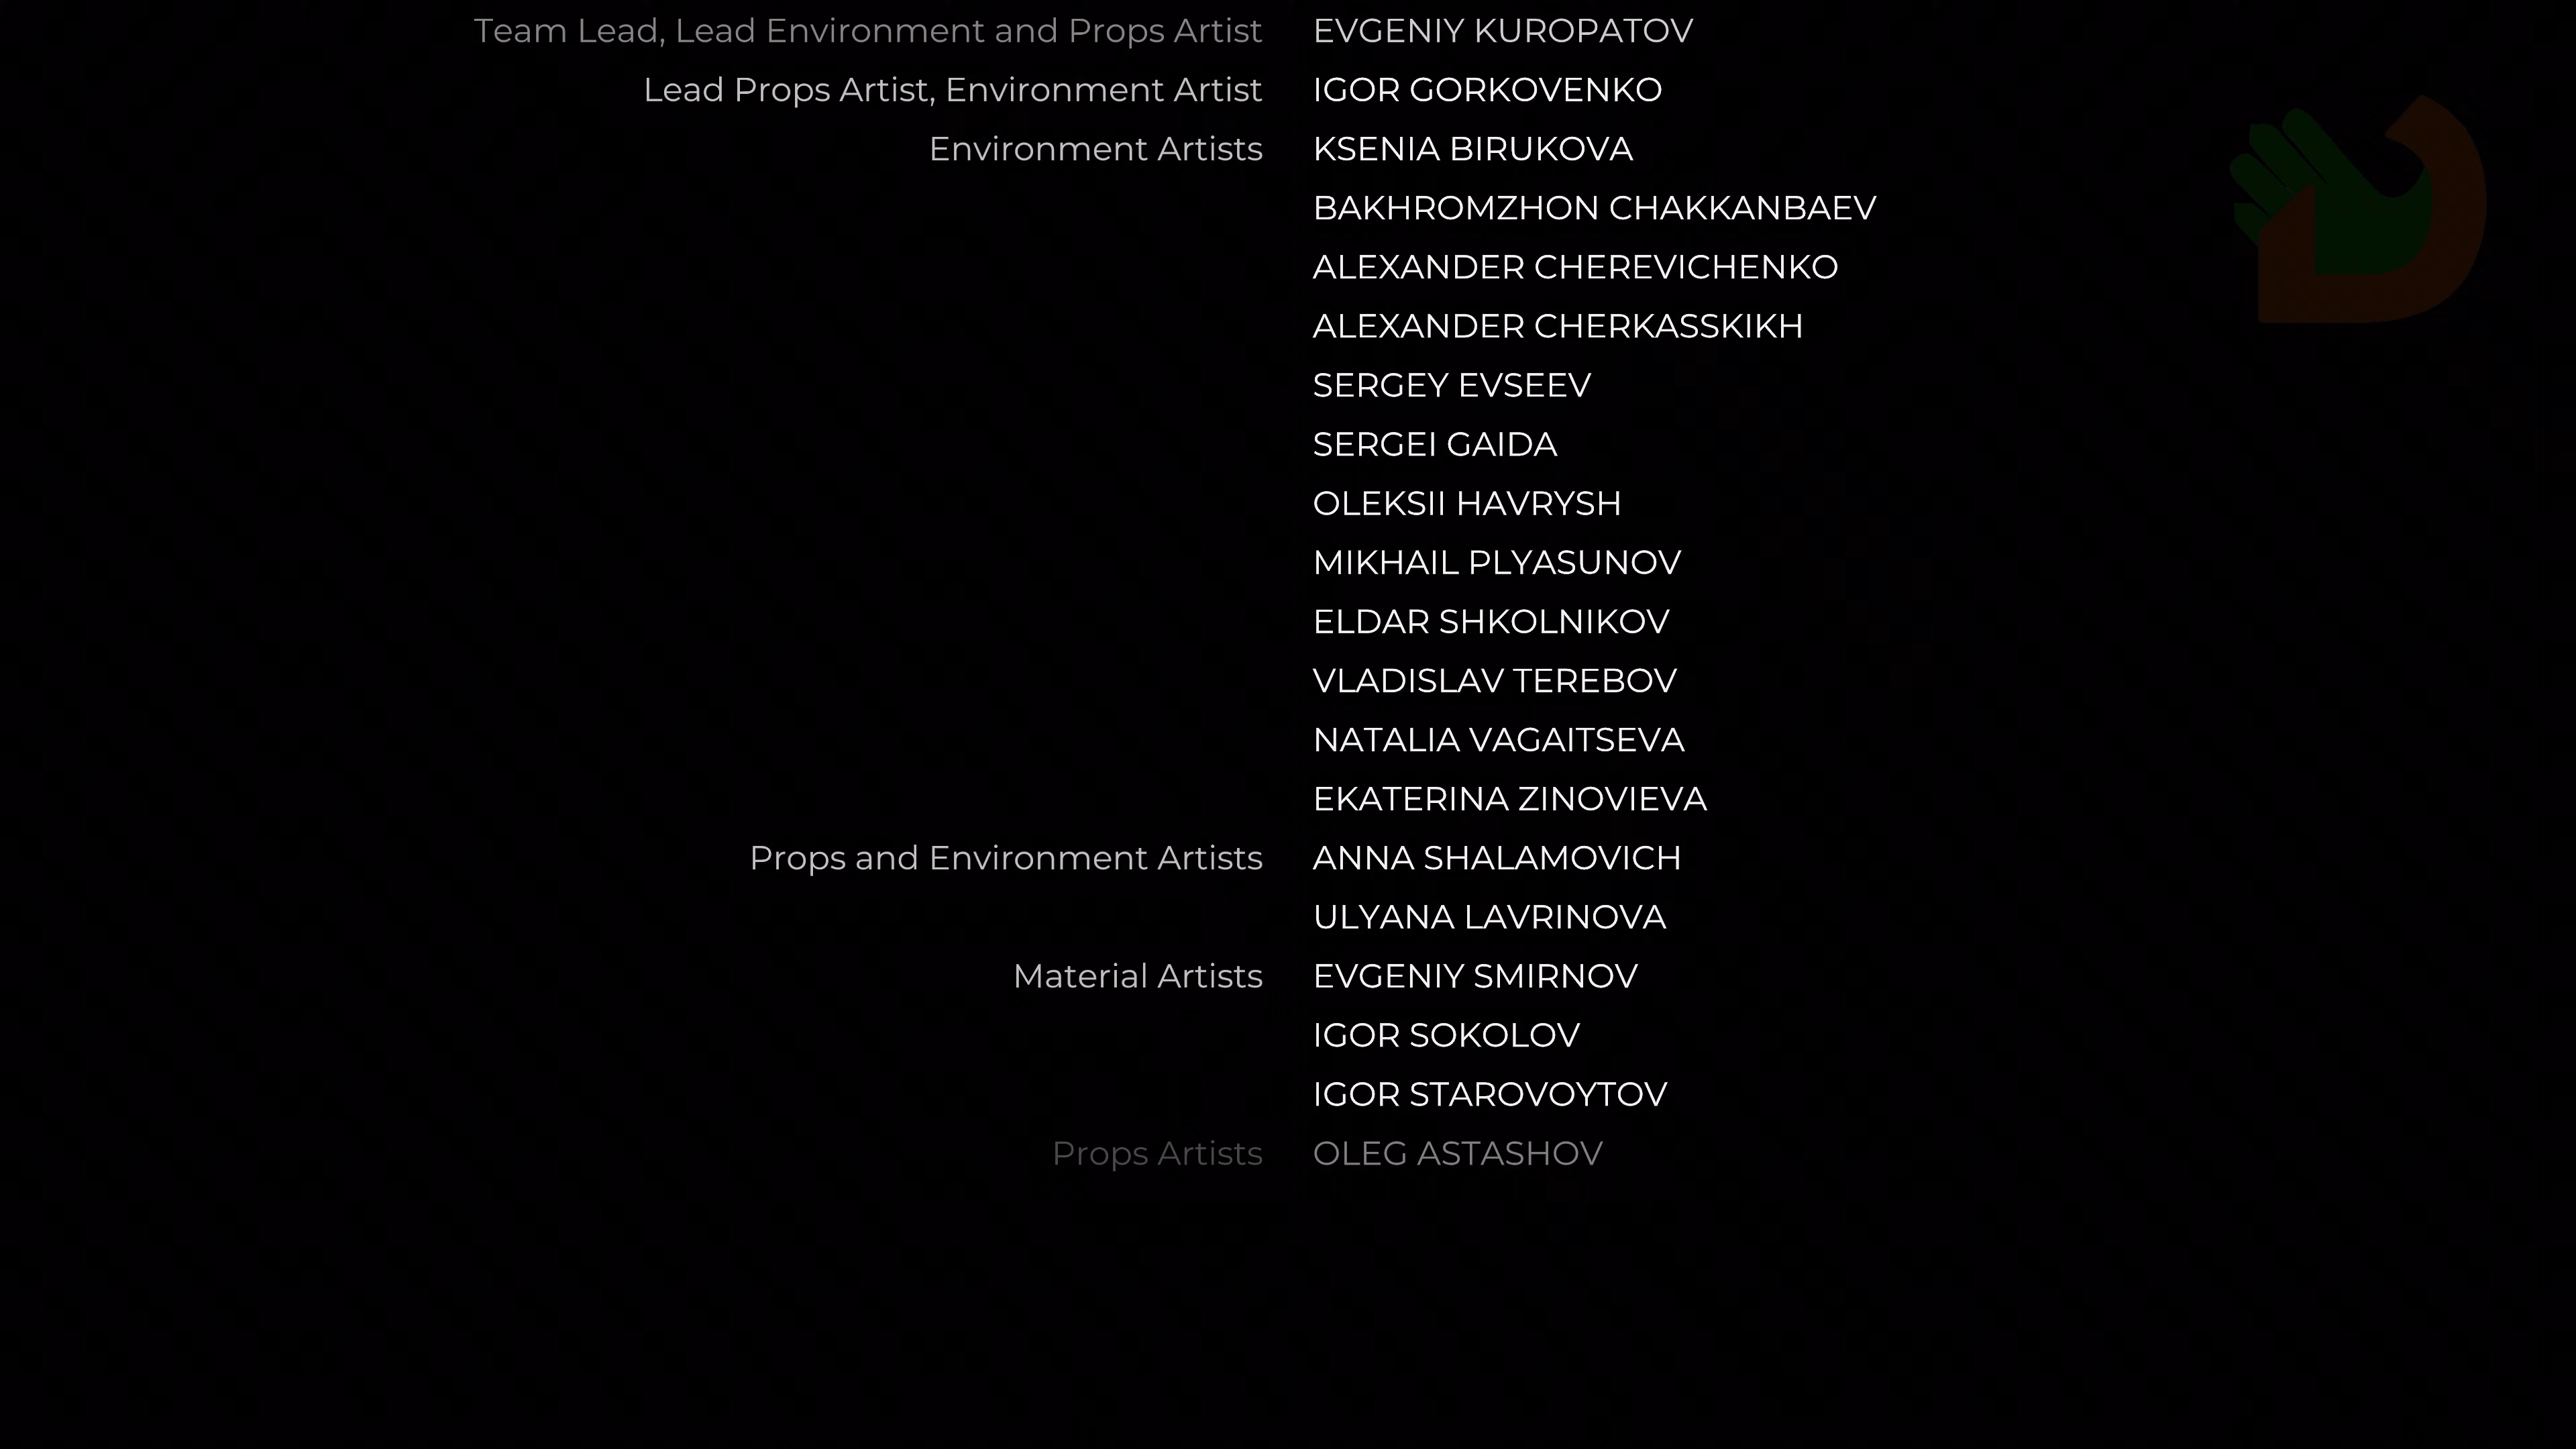 Team Lead, Lead Environment and Props Artist EVGENIY KUROPATOV
Lead Props Artist, Environment Artist IGOR GORKOVENKO
Environment Artists KSENIA BIRUKOVA
BAKHROMZHON CHAKKANBAEV
ALEXANDER CHEREVICHENKO
ALEXANDER CHERKASSKIKH
SERGEY EVSEEV
SERGEI GAIDA
OLEKSII HAVRYSH
MIKHAIL PLYASUNOV
ELDAR SHKOLNIKOV
VLADISLAV TEREBOV
NATALIA VAGAITSEVA
EKATERINA ZINOVIEVA
Props and Environment Artists ANNA SHALAMOVICH
ULYANA LAVRINOVA
Material Artists EVGENIY SMIRNOV
IGOR SOKOLOV
IGOR STAROVOYTOV
Props Artists OLEG ASTASHOV